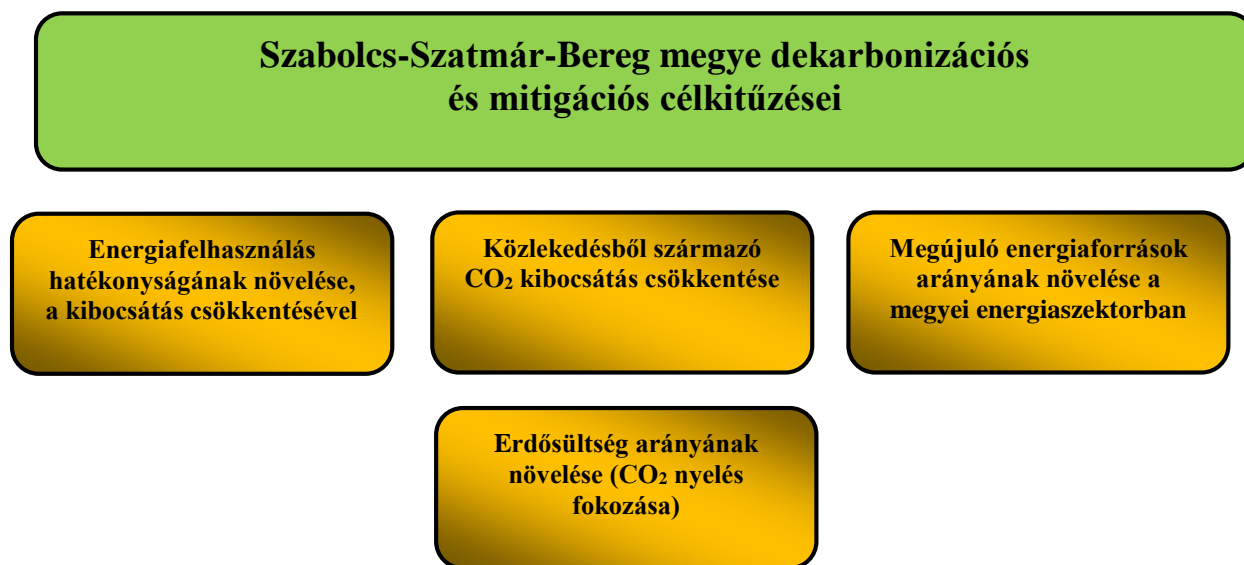 Szabolcs-Szatmár-Bereg megye dekarbonizációs
és mitigációs célkitűzései
Energiafelhasználás
hatékonyságának növelése,
a kibocsátás csökkentésével
Közlekedésből származó
CO₂ kibocsátás csökkentése
Megújuló energiaforrások
arányának növelése a
megyei energiaszektorban
Erdősültség arányának
növelése (CO₂ nyelés
fokozása)